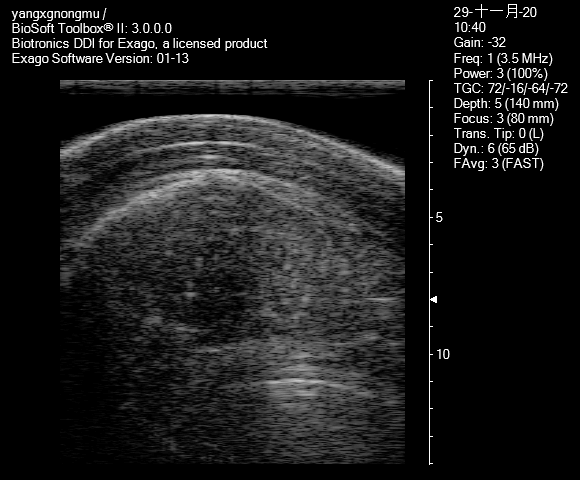 yangxgnongmu /
BioSoft Toolbox® II: 3.0.0.0
Biotronics DDI for Exago, a licensed product
Exago Software Version: 01-13
29-十一月-20
10:40
Gain: -32
Freq: 1 (3.5 MHz)
Power: 3 (100%)
TGC: 72/-16/-64/-72
Depth: 5 (140 mm)
Focus: 3 (80 mm)
Trans. Tip: 0 (L)
Dyn.: 6 (65 dB)
FAvg: 3 (FAST)
5
10